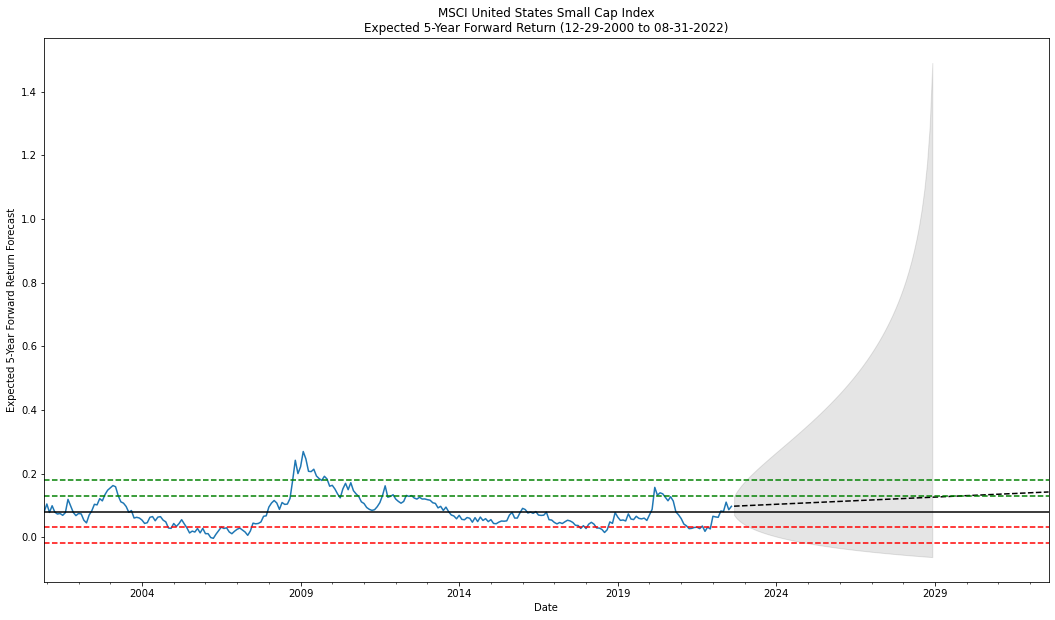 MSCI United States Small Cap Index
Expected 5-Year Forward Return (12-29-2000 to 08-31-2022)
Expected 5-Year Forward Return Forecast
1.4
1.2
1.0
0.8
0.6
0.4
0.2
0.0
2004 2009 2014 2019 2024 2029
Date